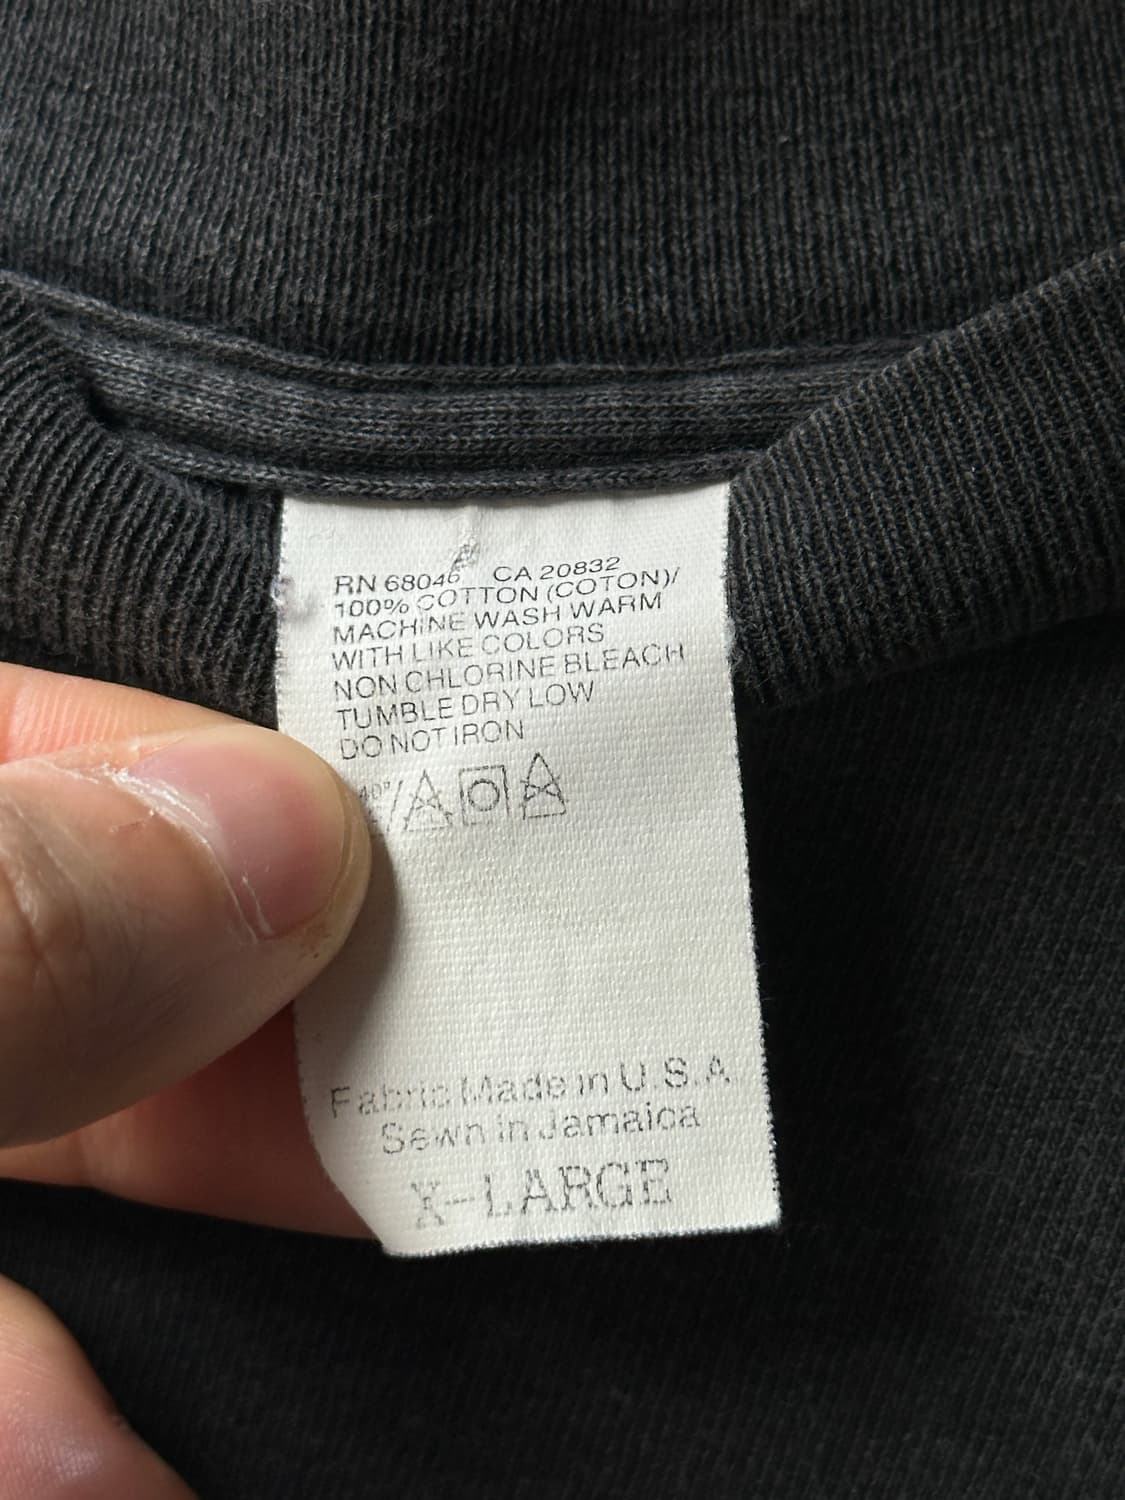 RN 68046 CA 20832
100% COTTON (COTON)/
MACHINE WASH WARM
WITH LIKE COLORS
NON CHLORINE BLEACH
TUMBLE DRY LOW
DO NOT IRON
40°/
Fabric Made in U.S.A
Sewn in Jamaica
X-LARGE